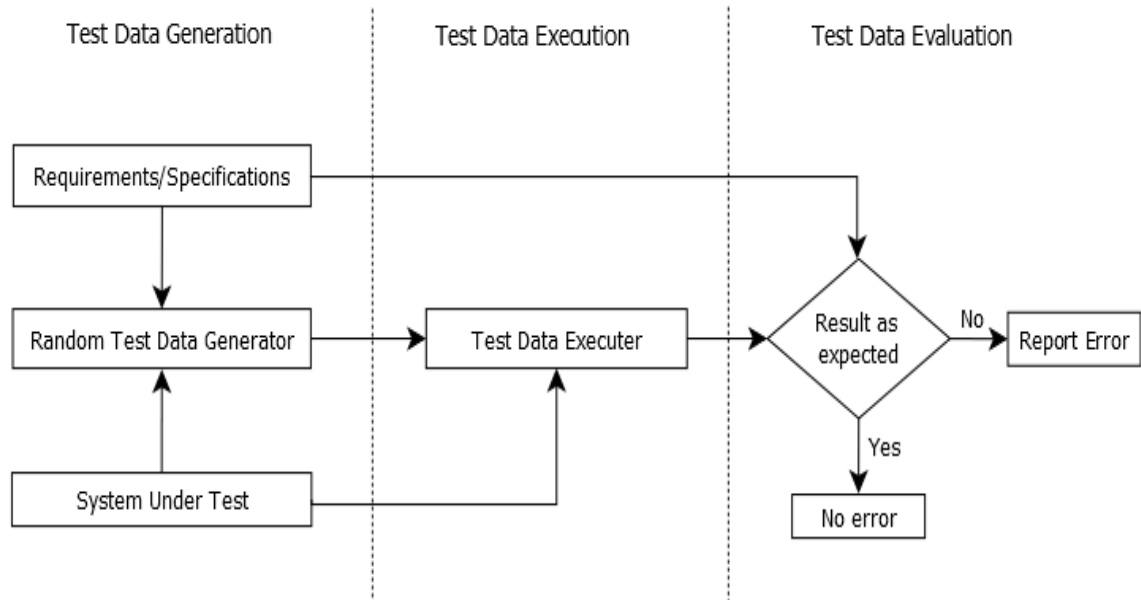 Test Data Generation
Test Data Execution
Test Data Evaluation
Requirements/Specifications
Random Test Data Generator
Test Data Executer
Result as
expected
No
Report Error
Yes
System Under Test
No error